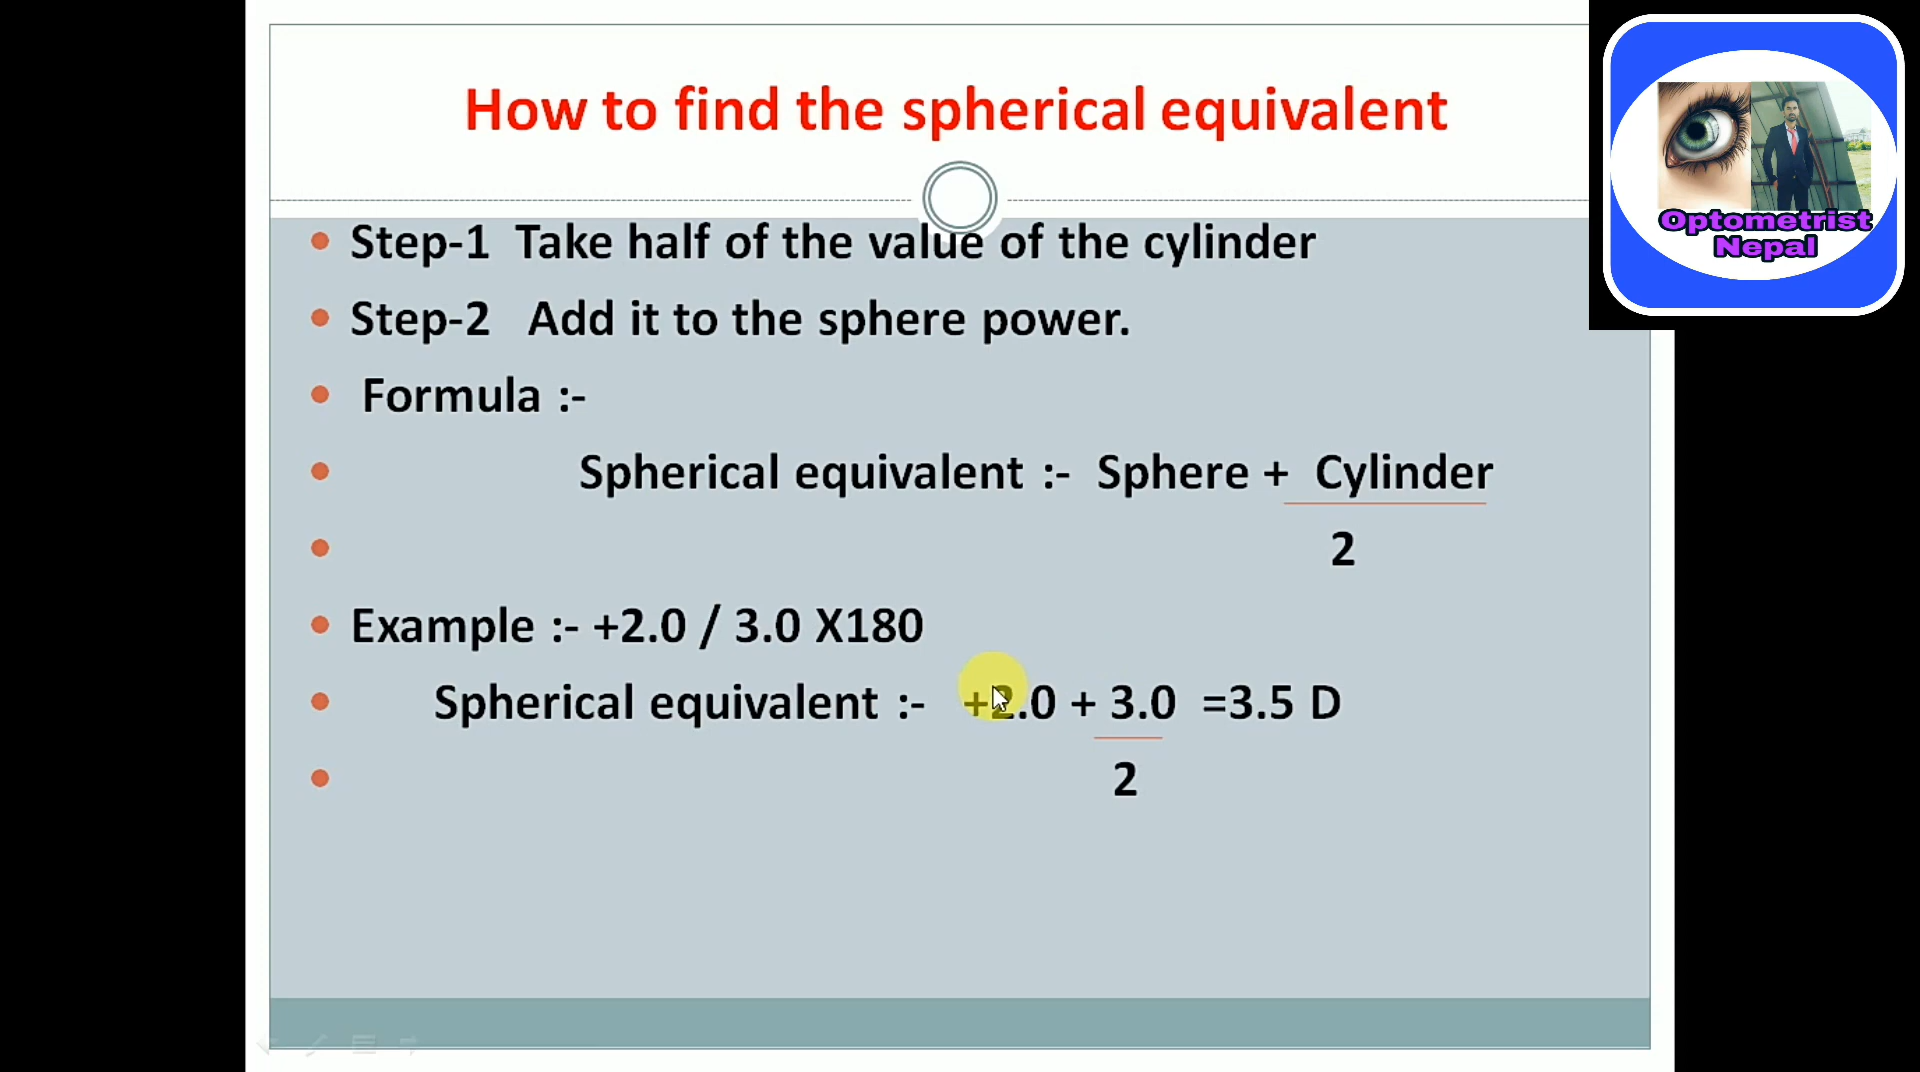 How to find the spherical equivalent
Optometrist
Nepal
Step-1 Take half of the value of the cylinder
Step-2 Add it to the sphere power.
Formula :-
Spherical equivalent :- Sphere + Cylinder
2
Example :- +2.0 / 3.0 X180
Spherical equivalent :- +2.0 + 3.0 =3.5 D
2